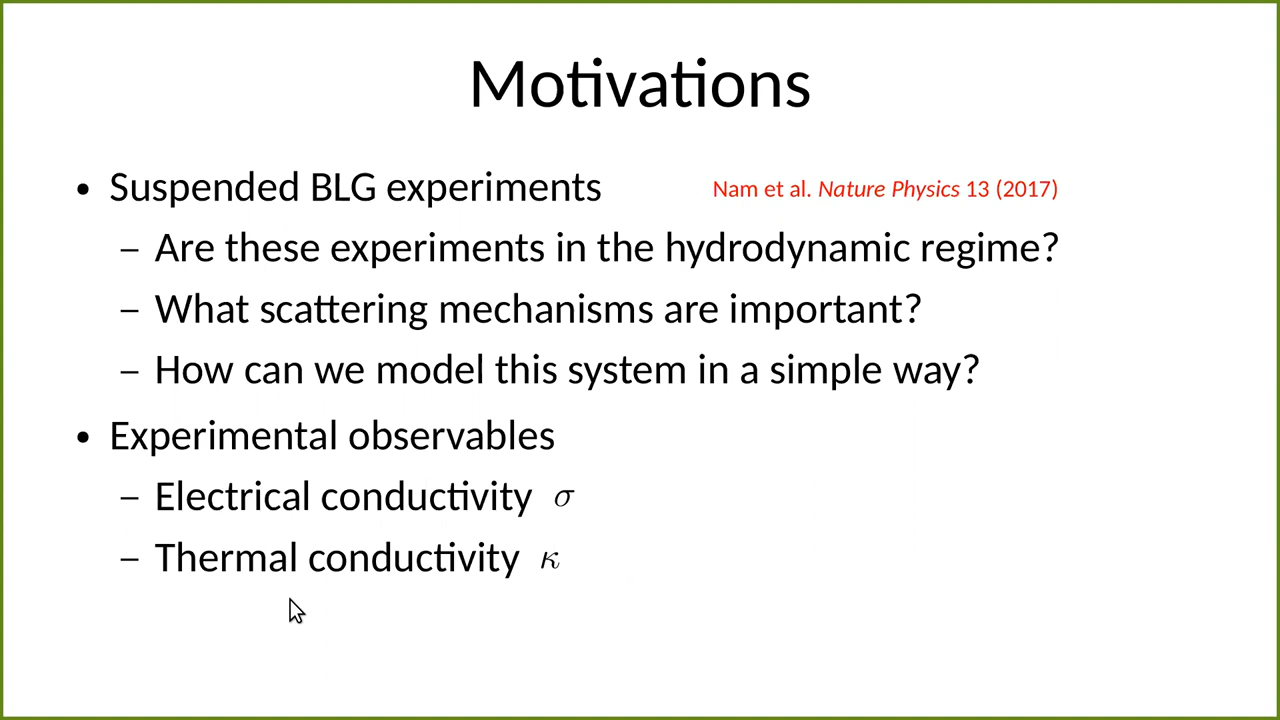 Motivations
• Suspended BLG experiments Nam et al. Nature Physics 13 (2017)
– Are these experiments in the hydrodynamic regime?
– What scattering mechanisms are important?
– How can we model this system in a simple way?
• Experimental observables
– Electrical conductivity σ
– Thermal conductivity κ